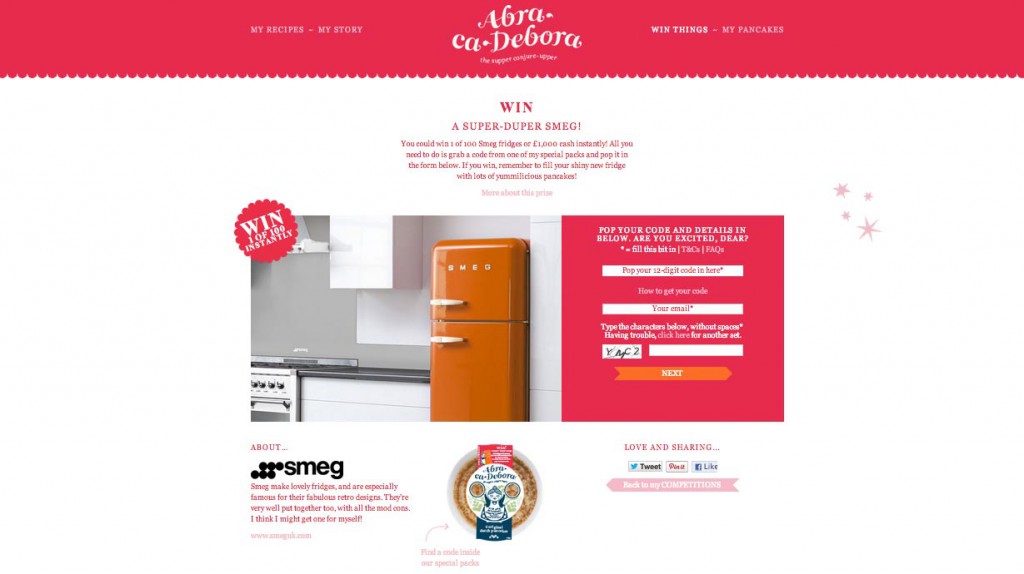 MY RECIPES ~ MY STORY
Abra·
ca·Debora
the supper conjure-upper
WIN THINGS ~ MY PANCAKES
WIN
A SUPER-DUPER SMEG!
You could win 1 of 100 Smeg fridges or £1,000 cash instantly! All you
need to do is grab a code from one of my special packs and pop it in
the form below. If you win, remember to fill your shiny new fridge
with lots of yummilicious pancakes!
More about this prize
WIN
1 OF 100
INSTANTLY
SMEG
POP YOUR CODE AND DETAILS IN
BELOW. ARE YOU EXCITED, DEAR?
* = fill this bit in | T&Cs | FAQs
Pop your 12-digit code in here*
How to get your code
Your email*
Type the characters below, without spaces*
Having trouble, click here for another set.
NEXT
ABOUT...
smeg
Smeg make lovely fridges, and are especially
famous for their fabulous retro designs. They're
very well put together too, with all the mod cons.
I think I might get one for myself!
www.smeguk.com
Abra·
ca·Debora
Find a code inside
our special packs
LOVE AND SHARING...
Tweet
Pin it
Like
Back to my COMPETITIONS